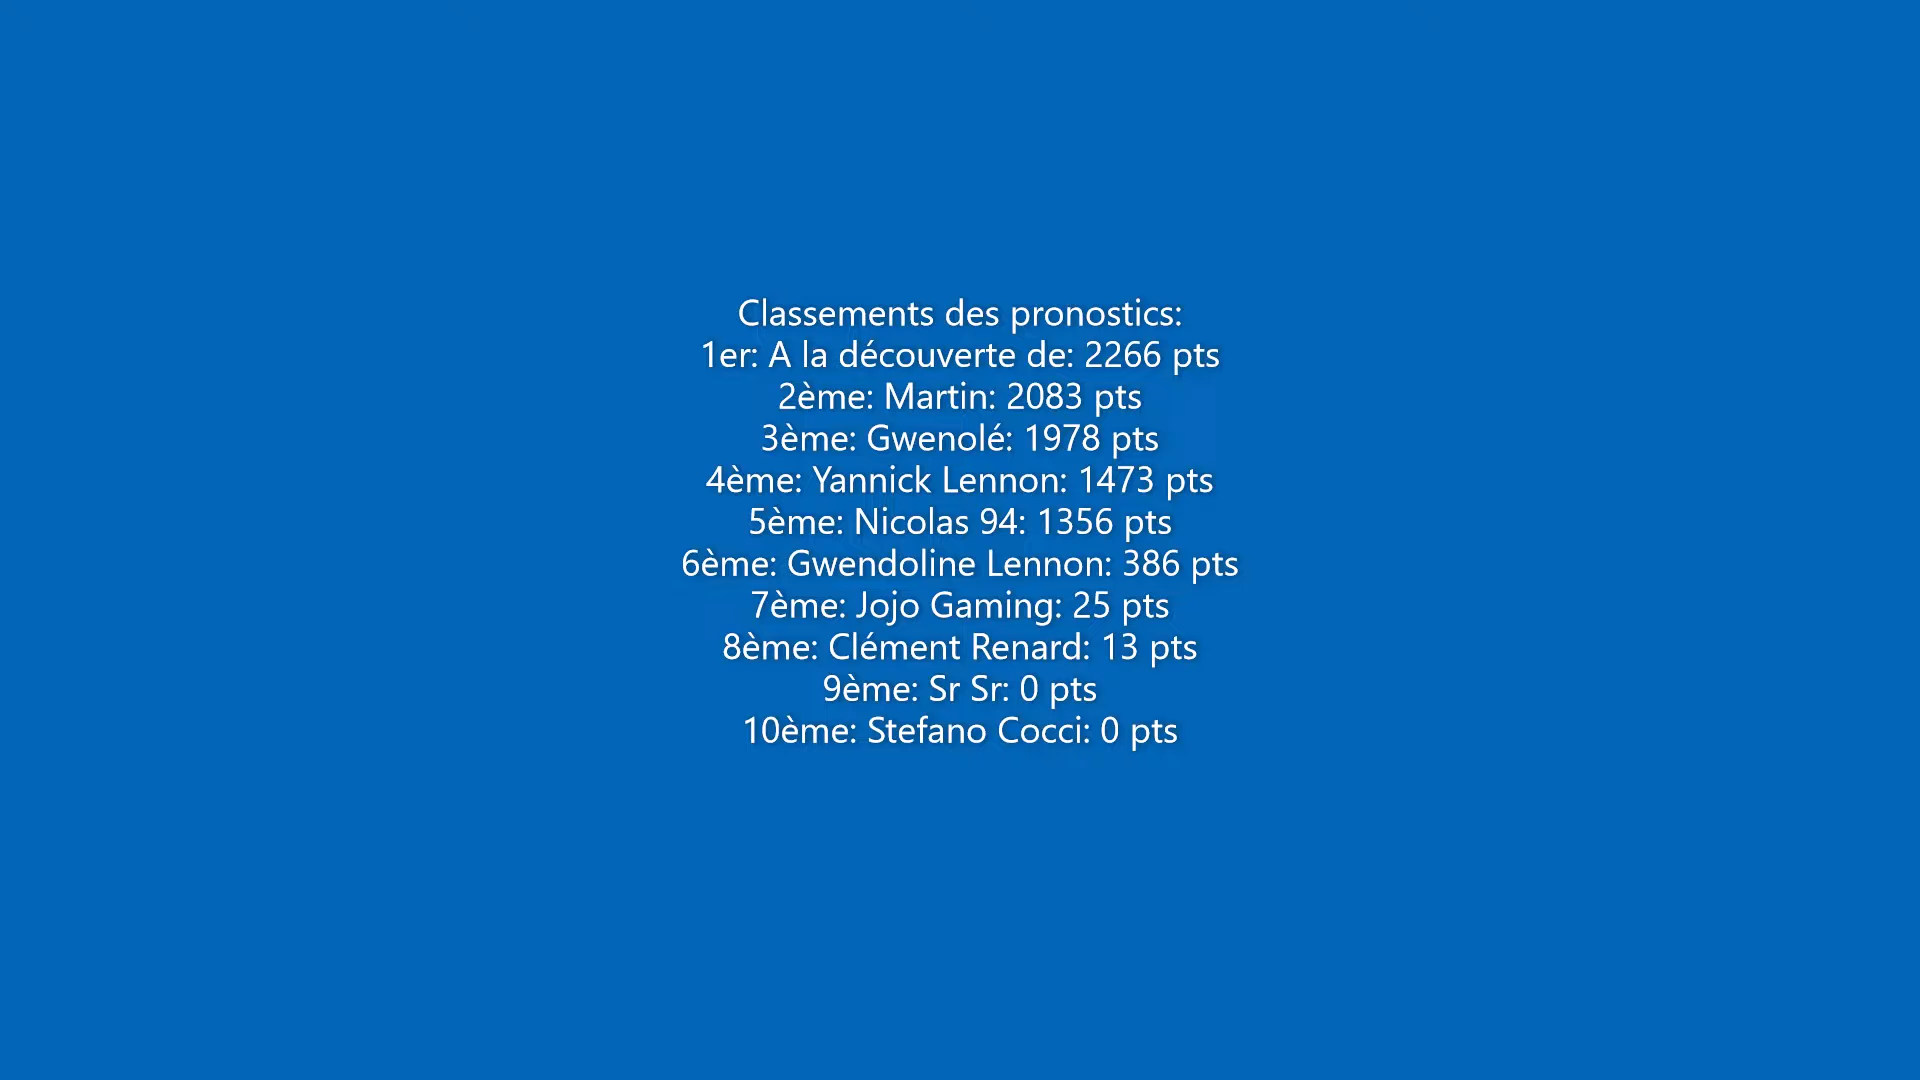 Classements des pronostics:
1er: A la découverte de: 2266 pts
2ème: Martin: 2083 pts
3ème: Gwenolé: 1978 pts
4ème: Yannick Lennon: 1473 pts
5ème: Nicolas 94: 1356 pts
6ème: Gwendoline Lennon: 386 pts
7ème: Jojo Gaming: 25 pts
8ème: Clément Renard: 13 pts
9ème: Sr Sr: 0 pts
10ème: Stefano Cocci: 0 pts